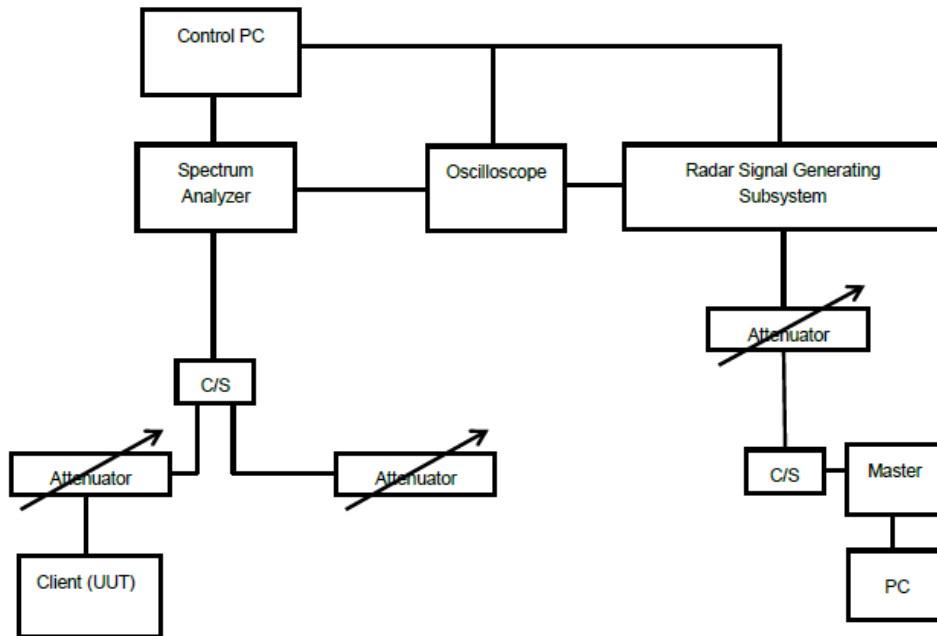 Control PC
Spectrum
Analyzer
Oscilloscope
Radar Signal Generating
Subsystem
Attenuator
C/S
Attenuator
Attenuator
C/S
Master
Client (UUT)
PC